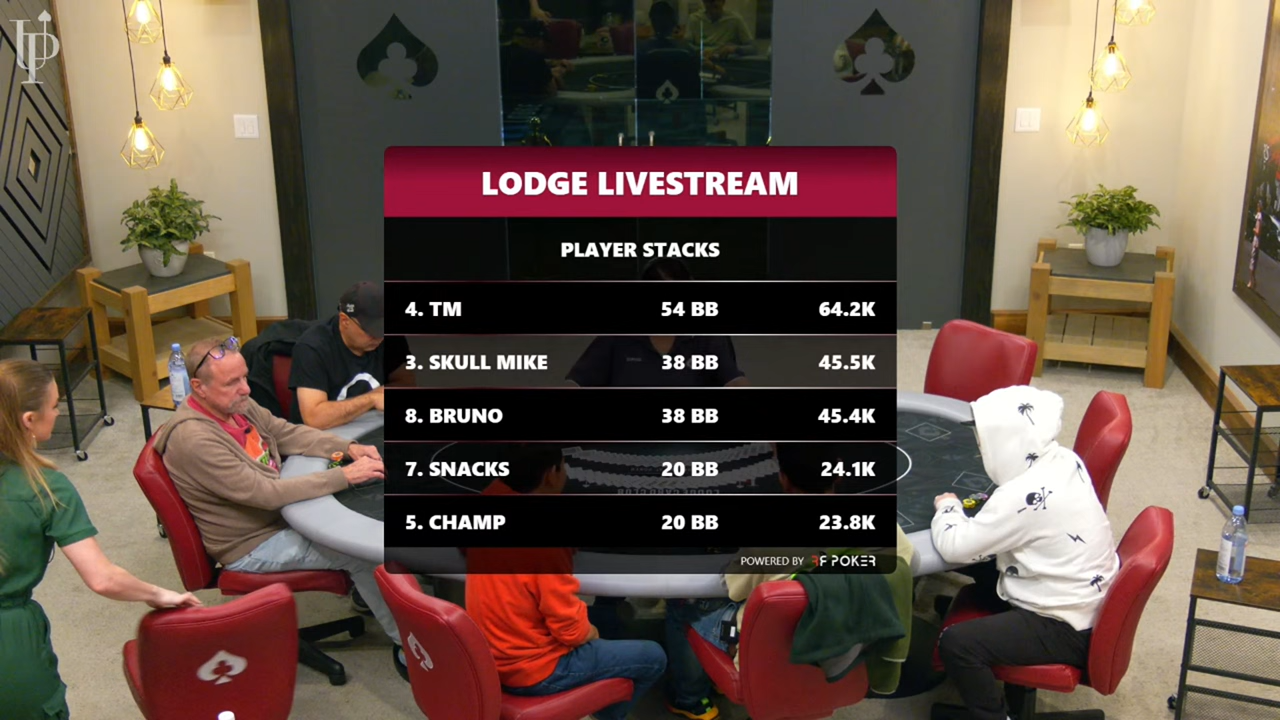 UP
LODGE LIVESTREAM
PLAYER STACKS
4. TM 54 BB 64.2K
3. SKULL MIKE 38 BB 45.5K
8. BRUNO 38 BB 45.4K
7. SNACKS 20 BB 24.1K
5. CHAMP 20 BB 23.8K
POWERED BY RF POKER